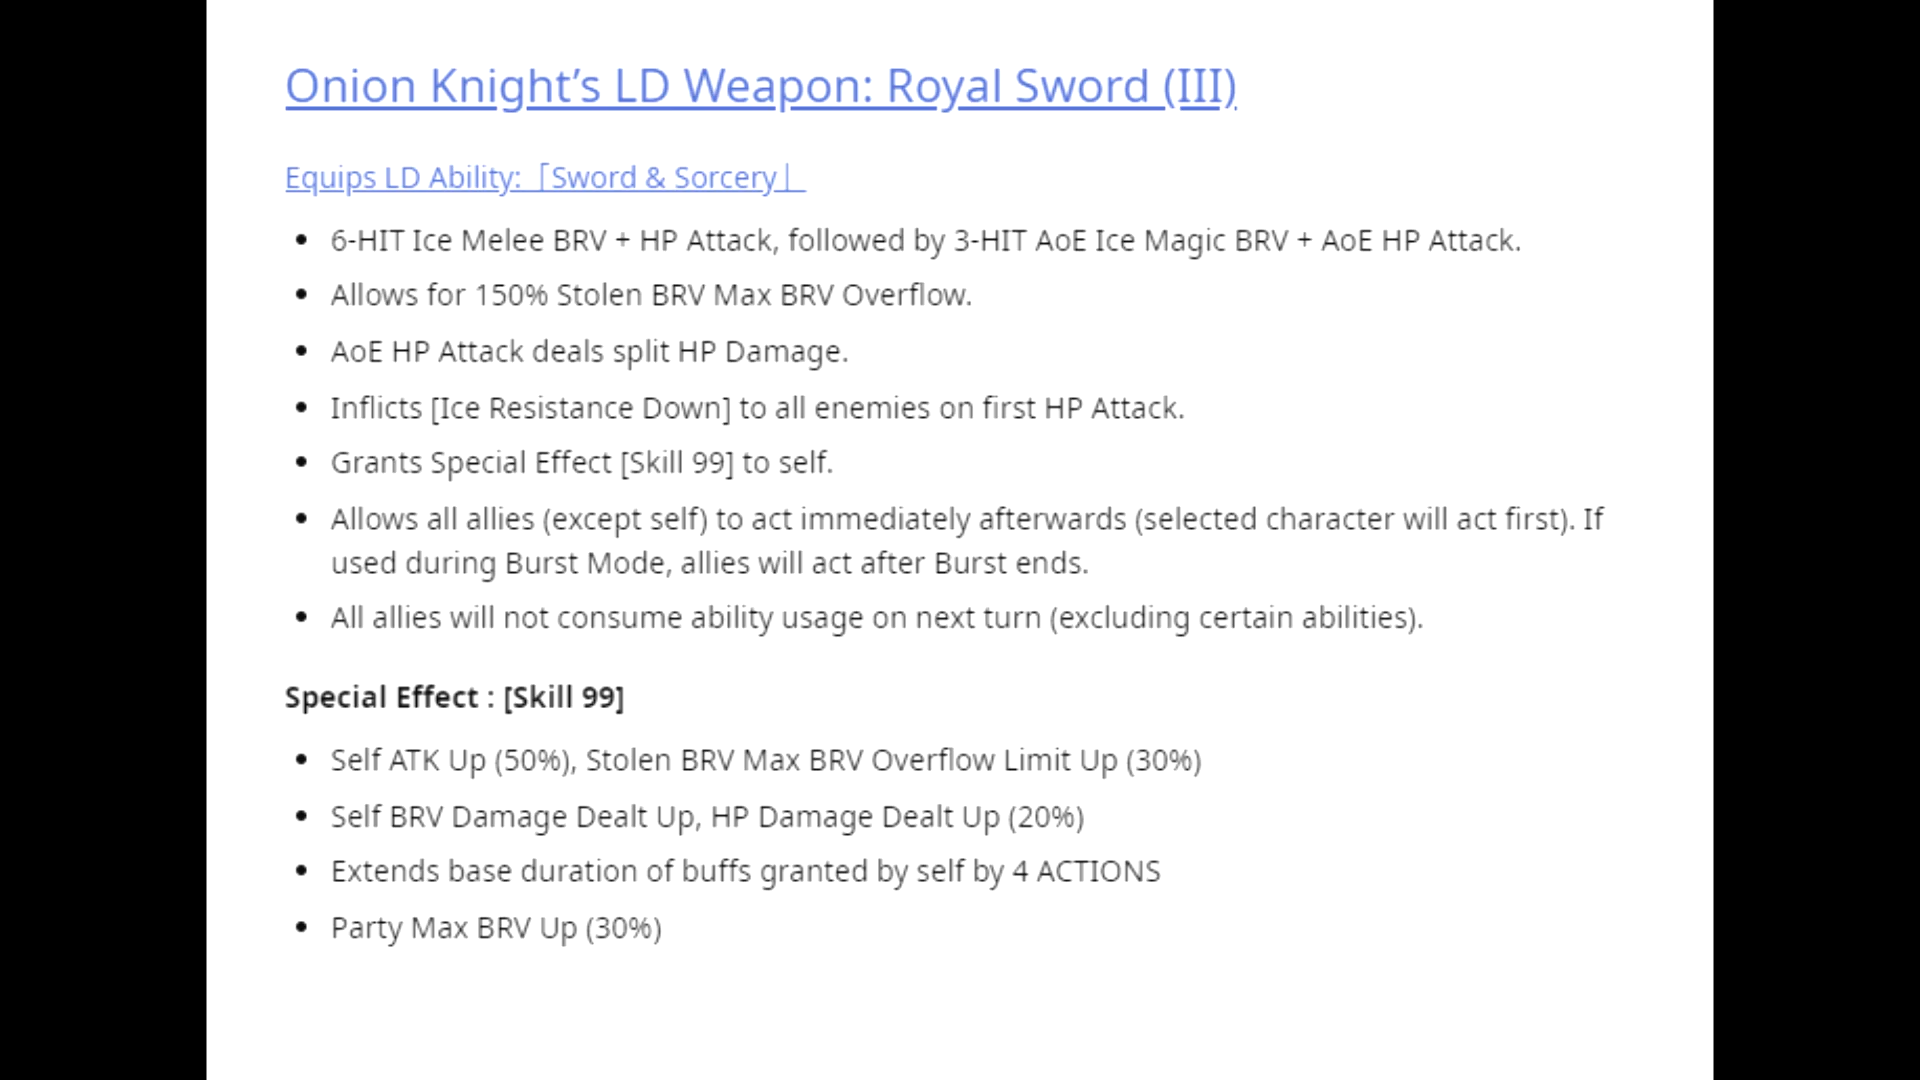 Onion Knight’s LD Weapon: Royal Sword (III)
Equips LD Ability:「Sword & Sorcery」
• 6-HIT Ice Melee BRV + HP Attack, followed by 3-HIT AoE Ice Magic BRV + AoE HP Attack.
• Allows for 150% Stolen BRV Max BRV Overflow.
• AoE HP Attack deals split HP Damage.
• Inflicts [Ice Resistance Down] to all enemies on first HP Attack.
• Grants Special Effect [Skill 99] to self.
• Allows all allies (except self) to act immediately afterwards (selected character will act first). If
used during Burst Mode, allies will act after Burst ends.
• All allies will not consume ability usage on next turn (excluding certain abilities).
Special Effect : [Skill 99]
• Self ATK Up (50%), Stolen BRV Max BRV Overflow Limit Up (30%)
• Self BRV Damage Dealt Up, HP Damage Dealt Up (20%)
• Extends base duration of buffs granted by self by 4 ACTIONS
• Party Max BRV Up (30%)